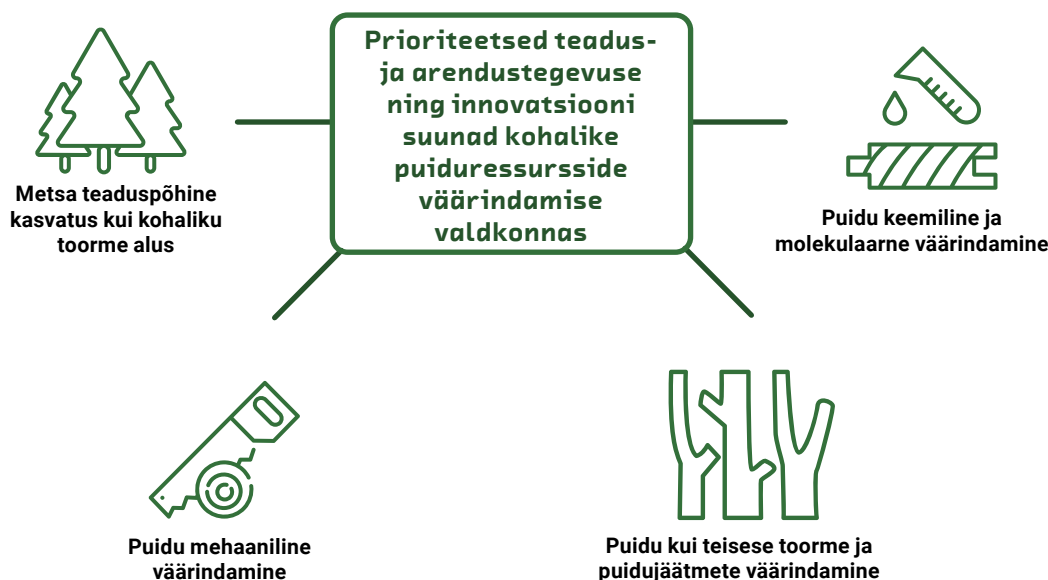 Prioriteetsed teadus-
ja arendustegevuse
ning innovatsiooni
suunad kohalike
puiduressursside
väärindamise
valdkonnas
Metsa teaduspõhine
kasvatus kui kohaliku
toorme alus
Puidu keemiline ja
molekulaarne väärindamine
Puidu mehaaniline
väärindamine
Puidu kui teisese toorme ja
puidujäätmete väärindamine